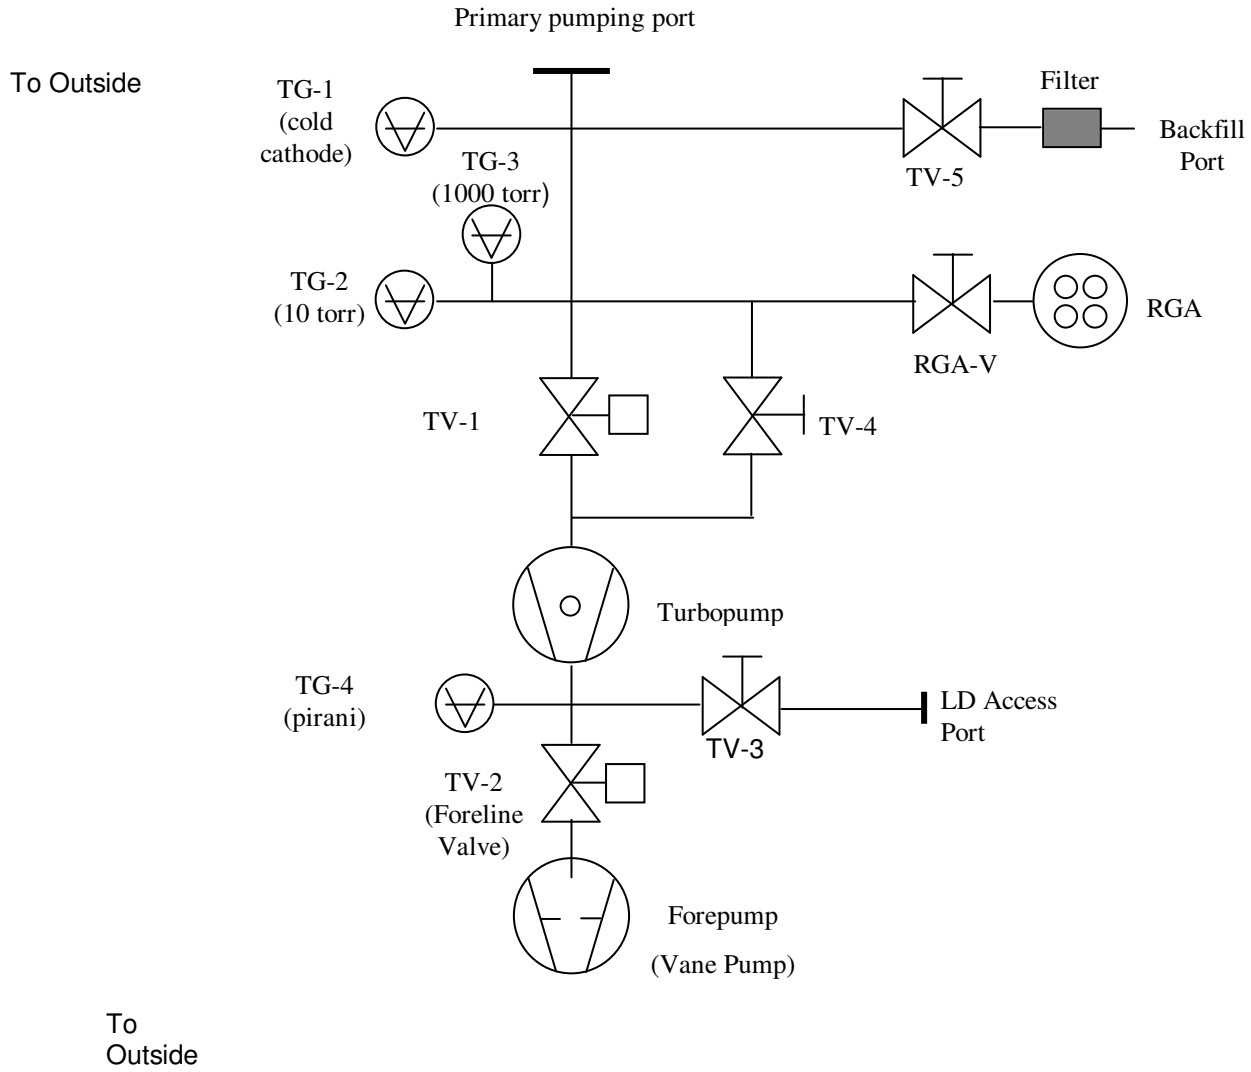 Primary pumping port
To Outside
TG-1
(cold
cathode)
Filter
Backfill
Port
TV-5
TG-3
(1000 torr)
TG-2
(10 torr)
RGA
RGA-V
TV-1
TV-4
Turbopump
TG-4
(pirani)
LD Access
Port
TV-3
TV-2
(Foreline
Valve)
Forepump
(Vane Pump)
To
Outside